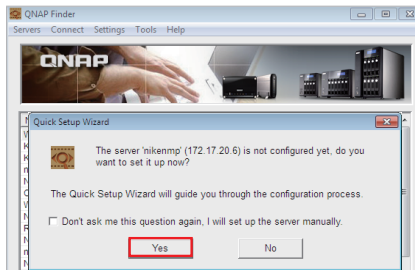 QNAP Finder
Servers Connect Settings Tools Help
QNAP
Quick Setup Wizard
The server 'nikenmp' (172.17.20.6) is not configured yet, do you
want to set it up now?
The Quick Setup Wizard will guide you through the configuration process.
Don't ask me this question again, I will set up the server manually.
Yes
No